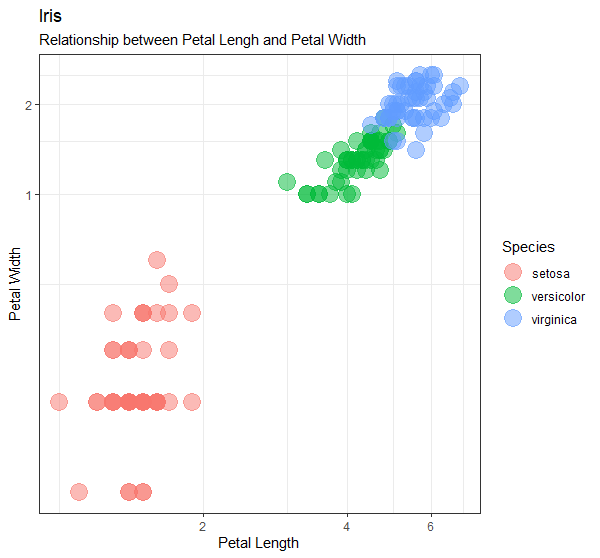 Iris
Relationship between Petal Lengh and Petal Width
2
1
Petal Width
2
4
6
Petal Length
Species
setosa
versicolor
virginica